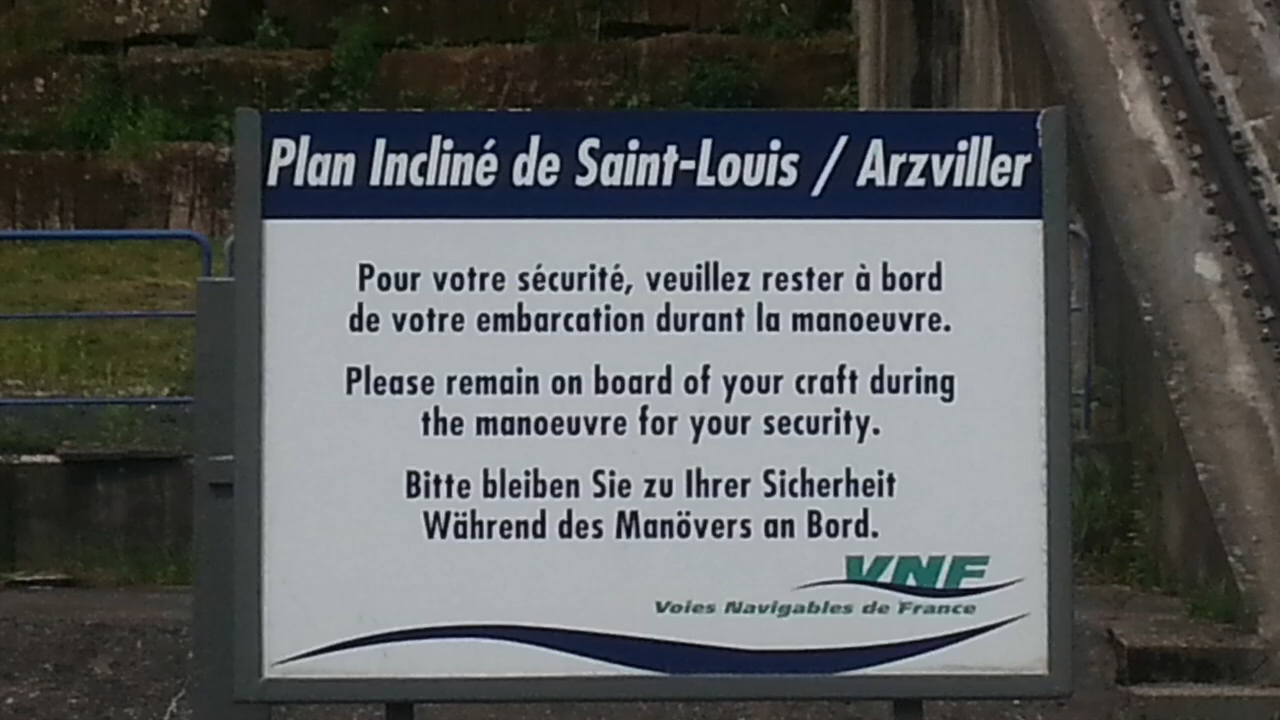 Plan Incliné de Saint-Louis / Arzviller
Pour votre sécurité, veuillez rester à bord
de votre embarcation durant la manoeuvre.
Please remain on board of your craft during
the manoeuvre for your security.
Bitte bleiben Sie zu Ihrer Sicherheit
Während des Manövers an Bord.
VNF
Voies Navigables de France